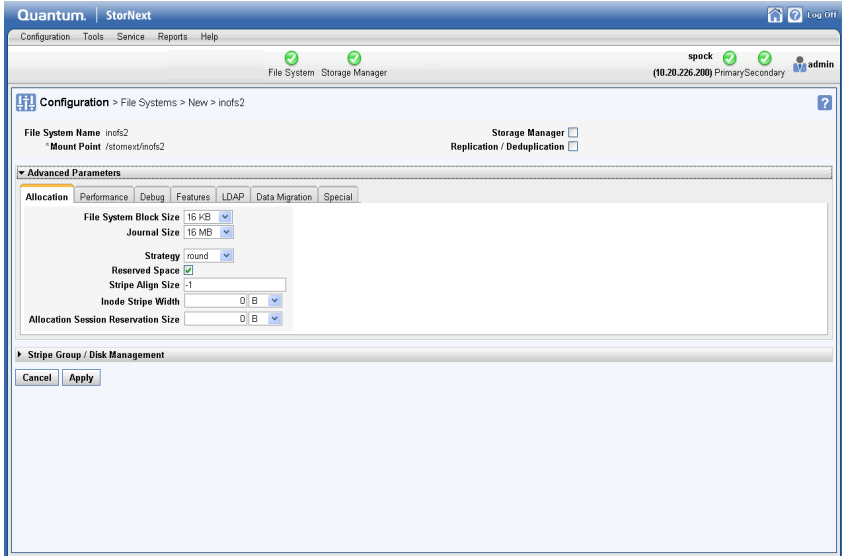 Quantum. StorNext Log Off
Configuration Tools Service Reports Help
File System Storage Manager spock (10.20.226.200) Primary Secondary admin
Configuration > File Systems > New > inofs2 ?
File System Name inofs2 Storage Manager
*Mount Point /stornext/inofs2 Replication / Deduplication
Advanced Parameters
Allocation Performance Debug Features LDAP Data Migration Special
File System Block Size 16 KB
Journal Size 16 MB
Strategy round
Reserved Space
Stripe Align Size -1
Inode Stripe Width 0 B
Allocation Session Reservation Size 0 B
Stripe Group / Disk Management
Cancel Apply